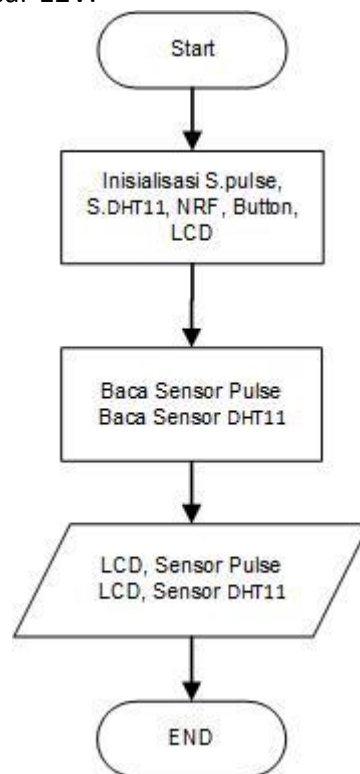 Start
Inisialisasi S.pulse,
S.DHT11, NRF, Button,
LCD
Baca Sensor Pulse
Baca Sensor DHT11
LCD, Sensor Pulse
LCD, Sensor DHT11
END